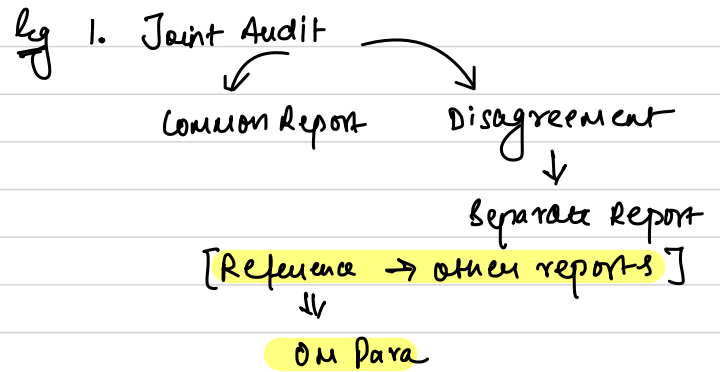 Eg 1. Joint Audit
Common Report Disagreement
Separate Report
[Reference → other reports]
OM Para